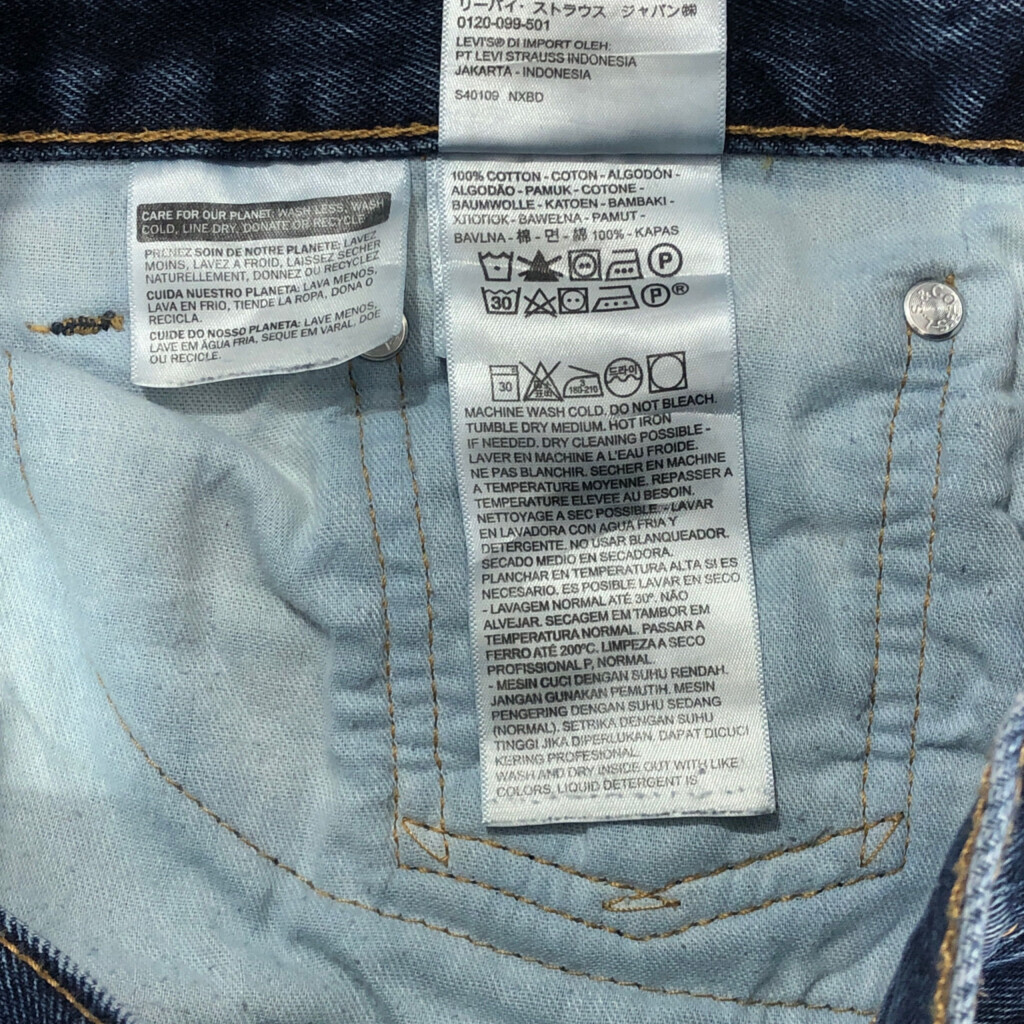 リーバイ・ストラウス ジャパン㈱
0120-099-501
LEVI'S® DI IMPORT OLEH:
PT LEVI STRAUSS INDONESIA
JAKARTA - INDONESIA
S40109 NXBD
CARE FOR OUR PLANET: WASH LESS, WASH
COLD, LINE DRY, DONATE OR RECYCLE
PRENEZ SOIN DE NOTRE PLANETE: LAVEZ
MOINS, LAVEZ A FROID, LAISSEZ SECHER
NATURELLEMENT, DONNEZ OU RECYCLEZ
CUIDA NUESTRO PLANETA: LAVA MENOS,
LAVA EN FRIO, TIENDE LA ROPA, DONA O
RECICLA.
CUIDE DO NOSSO PLANETA: LAVE MENOS,
LAVE EM ÀGUA FRIA, SEQUE EM VARAL, DOE
OU RECICLE.
100% COTTON - COTON - ALGODÓN -
ALGODÃO - PAMUK - COTONE -
BAUMWOLLE - KATOEN - BAMBAKI -
ХЛОПОК - BAWEŁNA - PAMUT -
BAVLNA - 棉 - 면 - 綿 100% - KAPAS
P
30 P®
30 180-210 드라이
MACHINE WASH COLD. DO NOT BLEACH.
TUMBLE DRY MEDIUM. HOT IRON
IF NEEDED. DRY CLEANING POSSIBLE -
LAVER EN MACHINE A L'EAU FROIDE.
NE PAS BLANCHIR. SECHER EN MACHINE
A TEMPERATURE MOYENNE. REPASSER A
TEMPERATURE ELEVEE AU BESOIN.
NETTOYAGE A SEC POSSIBLE. - LAVAR
EN LAVADORA CON AGUA FRIA Y
DETERGENTE. NO USAR BLANQUEADOR.
SECADO MEDIO EN SECADORA.
PLANCHAR EN TEMPERATURA ALTA SI ES
NECESARIO. ES POSIBLE LAVAR EN SECO
- LAVAGEM NORMAL ATÉ 30º. NÃO
ALVEJAR. SECAGEM EM TAMBOR EM
TEMPERATURA NORMAL. PASSAR A
FERRO ATÉ 200ºC. LIMPEZA A SECO
PROFISSIONAL P, NORMAL.
- MESIN CUCI DENGAN SUHU RENDAH.
JANGAN GUNAKAN PEMUTIH. MESIN
PENGERING DENGAN SUHU SEDANG
(NORMAL). SETRIKA DENGAN SUHU
TINGGI JIKA DIPERLUKAN. DAPAT DICUCI
KERING PROFESIONAL.
WASH AND DRY INSIDE OUT WITH LIKE
COLORS, LIQUID DETERGENT IS